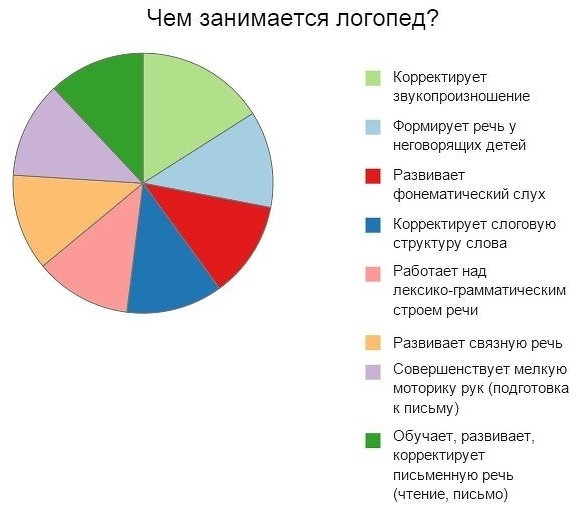 Чем занимается логопед?
Корректирует
звукопроизношение
Формирует речь у
неговорящих детей
Развивает
фонематический слух
Корректирует слоговую
структуру слова
Работает над
лексико-грамматическим
строем речи
Развивает связную речь
Совершенствует мелкую
моторику рук (подготовка
к письму)
Обучает, развивает,
корректирует
письменную речь
(чтение, письмо)